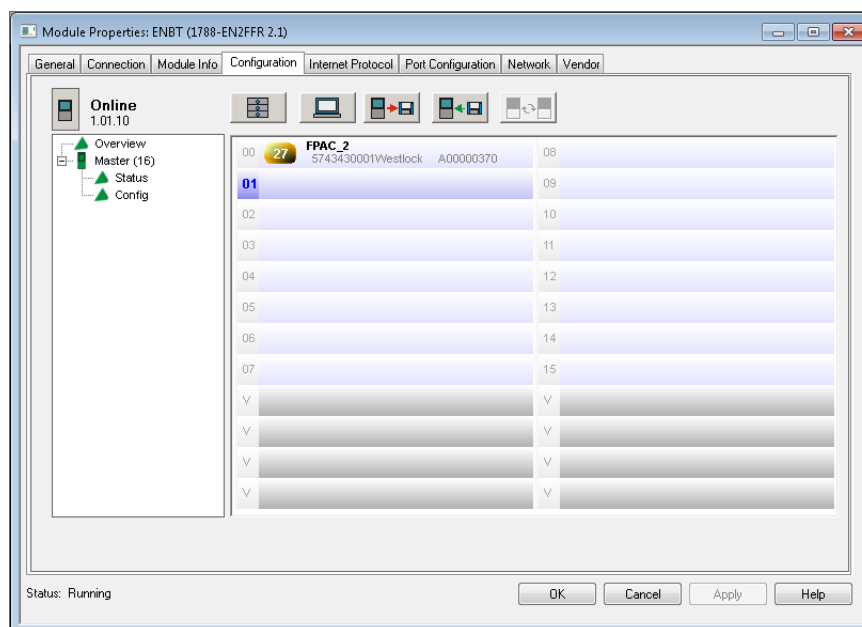 Module Properties: ENBT (1788-EN2FFR 2.1)
General Connection Module Info Configuration Internet Protocol Port Configuration Network Vendor
Online
1.01.10
Overview
Master (16)
Status
Config
00 27 FPAC_2
5743430001Westlock A00000370
01
02
03
04
05
06
07
V
V
V
V
08
09
10
11
12
13
14
15
V
V
V
V
Status: Running
OK Cancel Apply Help